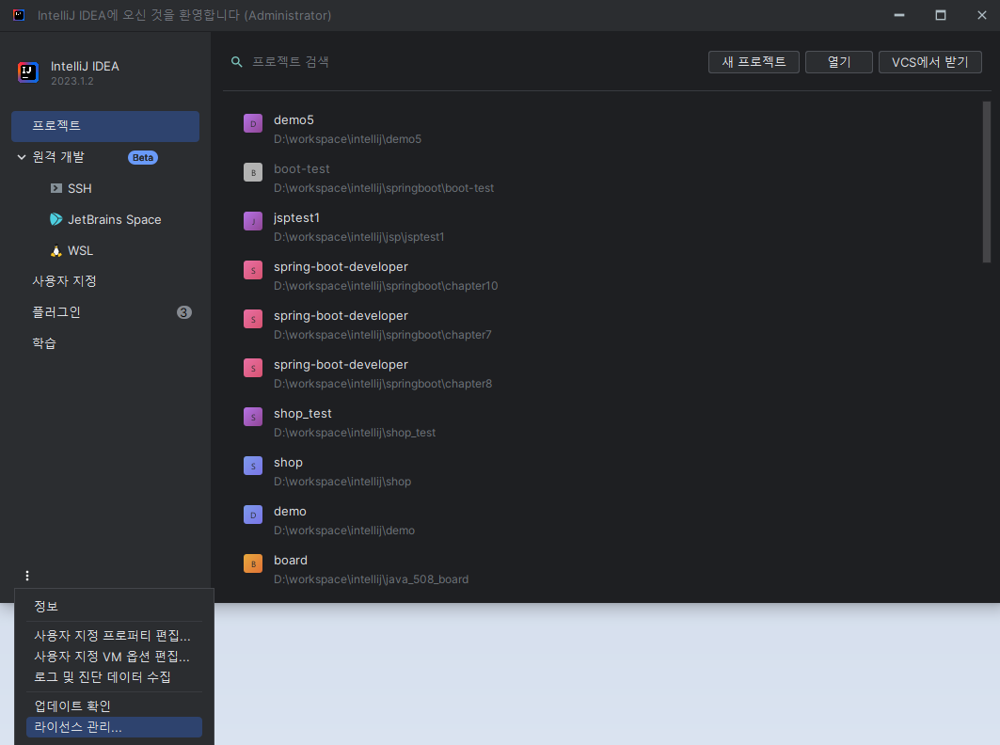 IntelliJ IDEA에 오신 것을 환영합니다 (Administrator)
IJ
IntelliJ IDEA
2023.1.2
프로젝트
원격 개발 Beta
SSH
JetBrains Space
WSL
사용자 지정
플러그인 3
학습
프로젝트 검색
새 프로젝트
열기
VCS에서 받기
D
demo5
D:\workspace\intellij\demo5
B
boot-test
D:\workspace\intellij\springboot\boot-test
J
jsptest1
D:\workspace\intellij\jsp\jsptest1
S
spring-boot-developer
D:\workspace\intellij\springboot\chapter10
S
spring-boot-developer
D:\workspace\intellij\springboot\chapter7
S
spring-boot-developer
D:\workspace\intellij\springboot\chapter8
S
shop_test
D:\workspace\intellij\shop_test
S
shop
D:\workspace\intellij\shop
D
demo
D:\workspace\intellij\demo
B
board
D:\workspace\intellij\java_508_board
정보
사용자 지정 프로퍼티 편집...
사용자 지정 VM 옵션 편집...
로그 및 진단 데이터 수집
업데이트 확인
라이선스 관리...